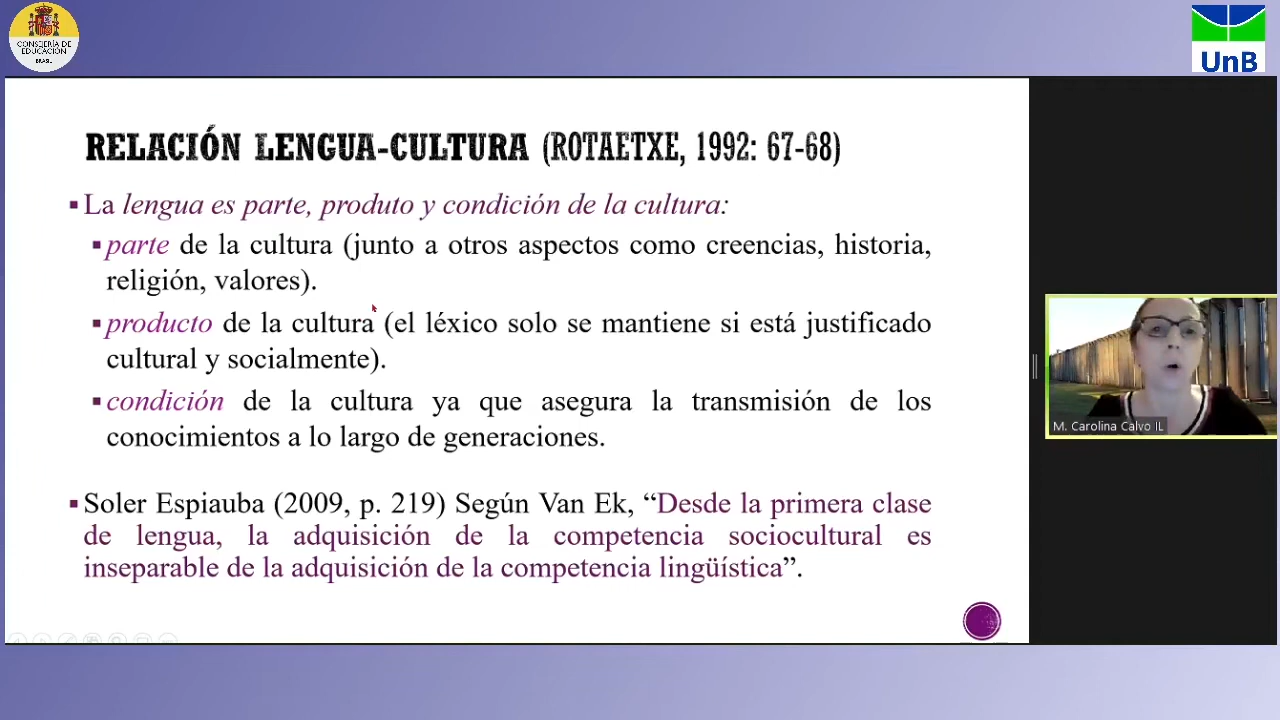 CONSEJERÍA DE
EDUCACIÓN
BRASIL
UnB
RELACIÓN LENGUA-CULTURA (ROTAETXE, 1992: 67-68)
▪ La lengua es parte, produto y condición de la cultura:
▪ parte de la cultura (junto a otros aspectos como creencias, historia,
religión, valores).
▪ producto de la cultura (el léxico solo se mantiene si está justificado
cultural y socialmente).
▪ condición de la cultura ya que asegura la transmisión de los
conocimientos a lo largo de generaciones.
▪ Soler Espiauba (2009, p. 219) Según Van Ek, “Desde la primera clase
de lengua, la adquisición de la competencia sociocultural es
inseparable de la adquisición de la competencia lingüística”.
M. Carolina Calvo IL